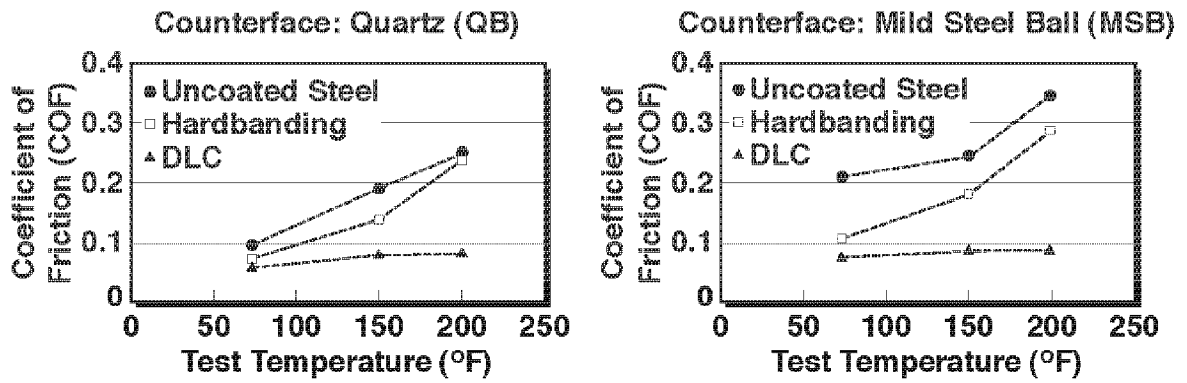 Counterface: Quartz (QB)
Coefficient of
Friction (COF)
0.4
0.3
0.2
0.1
0
Uncoated Steel
Hardbanding
DLC
0 50 100 150 200 250
Test Temperature (°F)
Counterface: Mild Steel Ball (MSB)
Coefficient of
Friction (COF)
0.4
0.3
0.2
0.1
0
Uncoated Steel
Hardbanding
DLC
0 50 100 150 200 250
Test Temperature (°F)